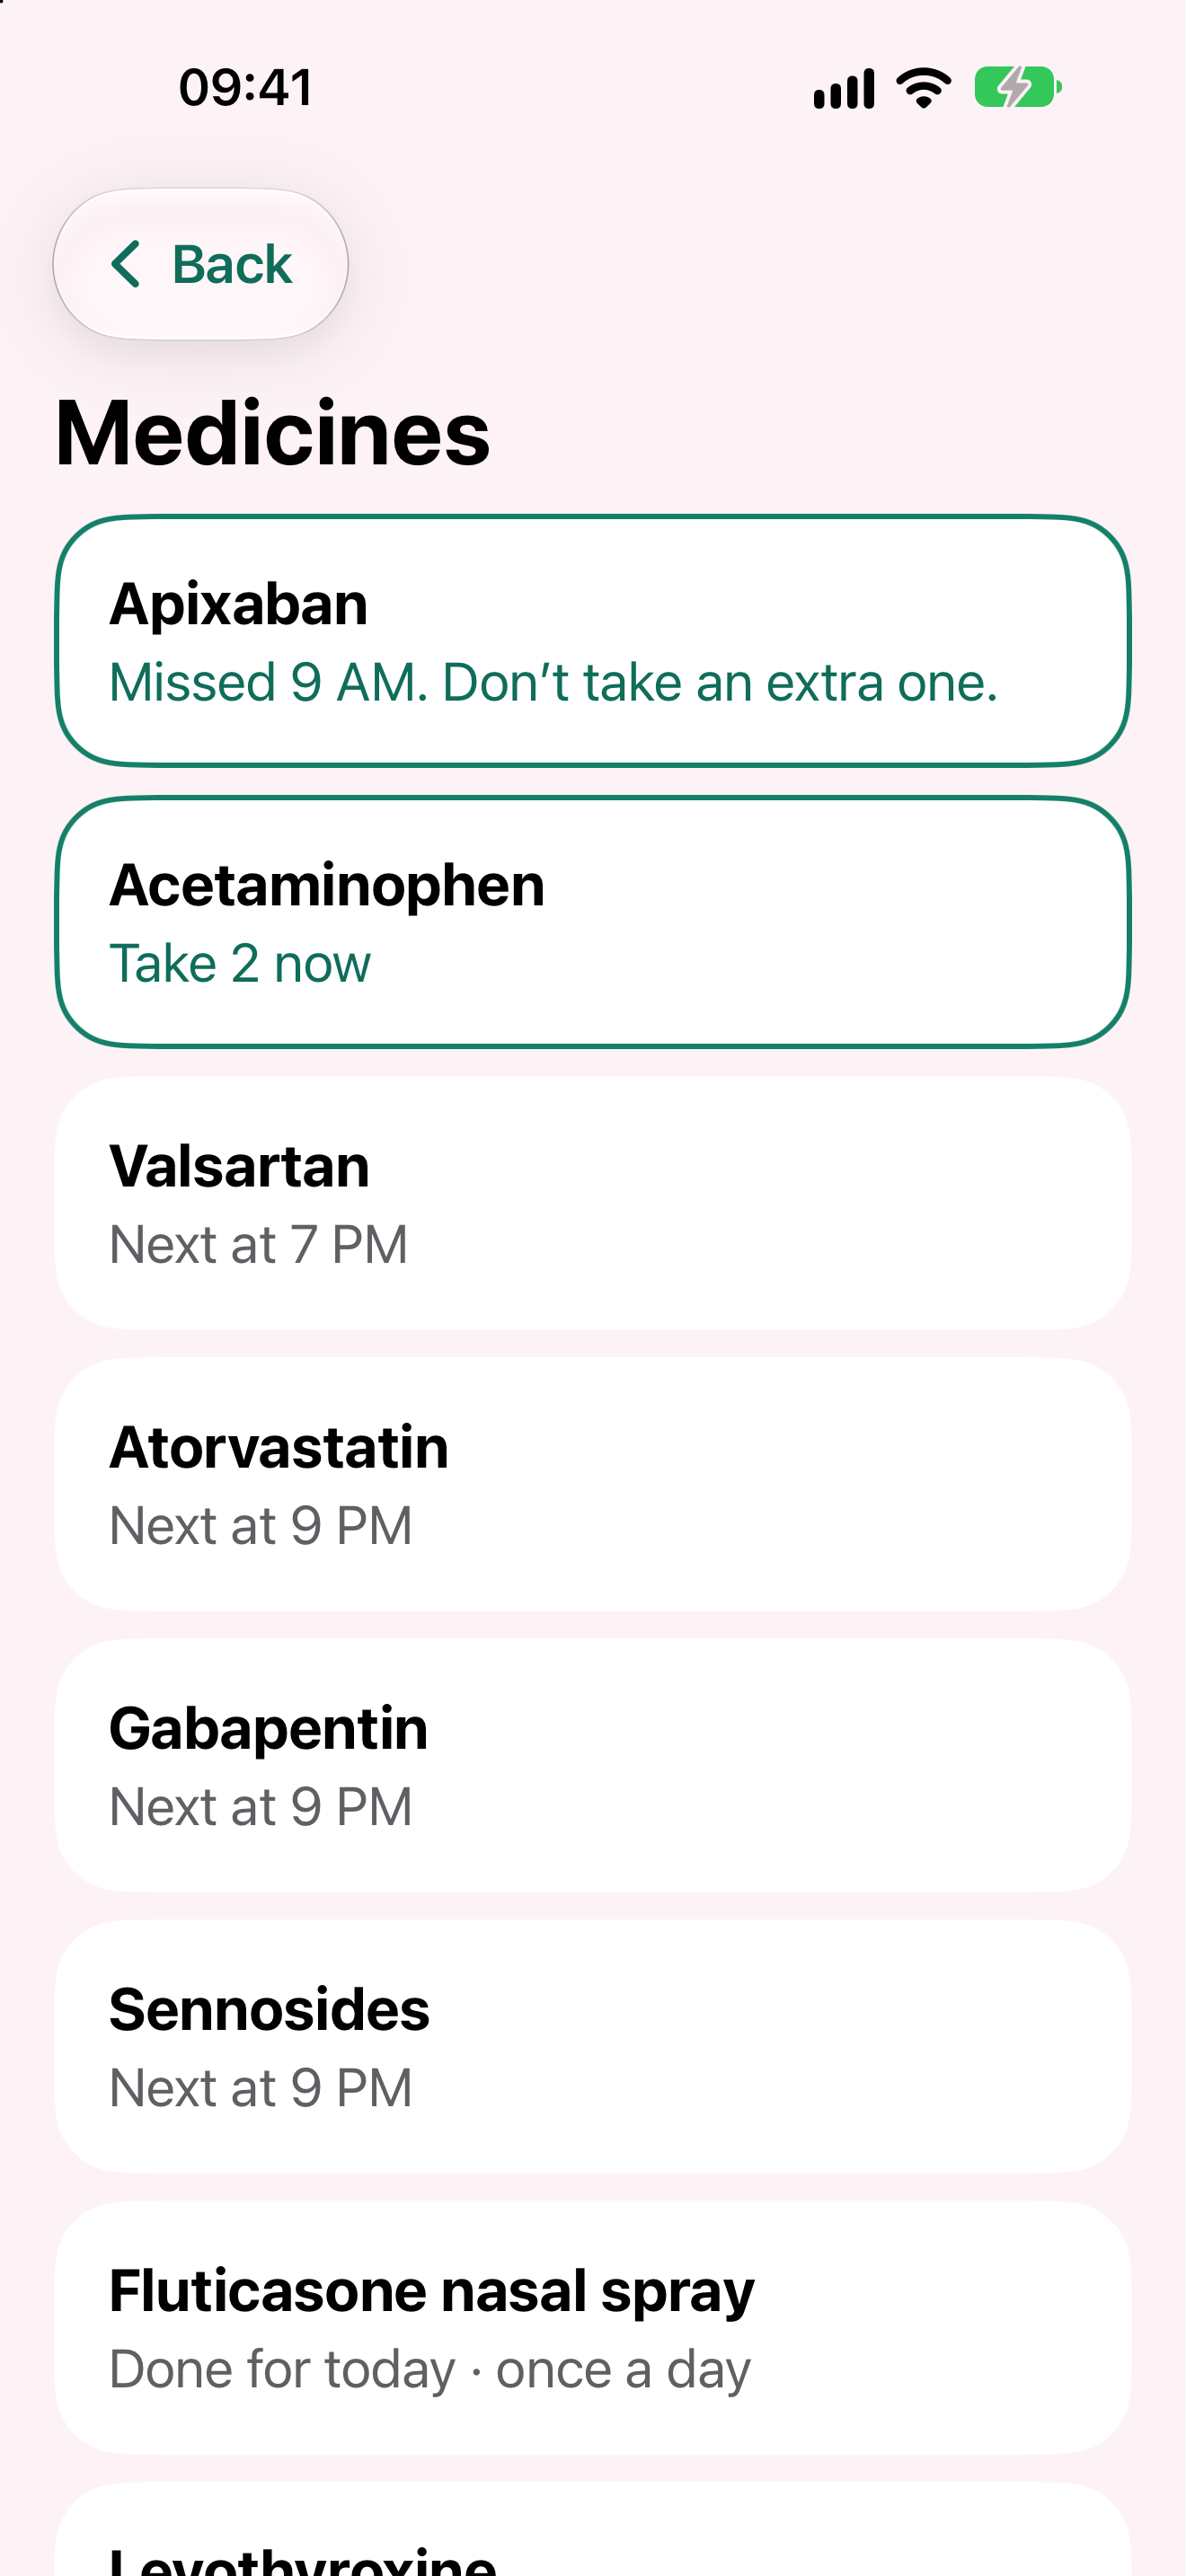 09:41
Back
Medicines
Apixaban
Missed 9 AM. Don’t take an extra one.
Acetaminophen
Take 2 now
Valsartan
Next at 7 PM
Atorvastatin
Next at 9 PM
Gabapentin
Next at 9 PM
Sennosides
Next at 9 PM
Fluticasone nasal spray
Done for today · once a day
Levothyroxine